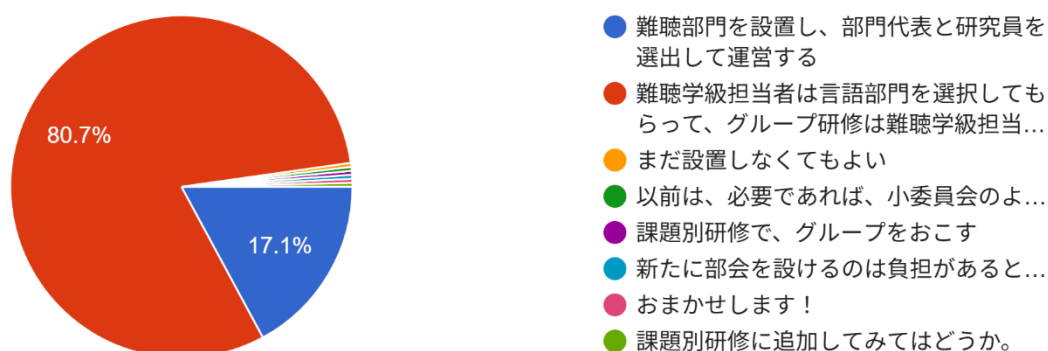 80.7%
17.1%
難聴部門を設置し、部門代表と研究員を
選出して運営する
難聴学級担当者は言語部門を選択しても
らって、グループ研修は難聴学級担当…
まだ設置しなくてもよい
以前は、必要であれば、小委員会のよ…
課題別研修で、グループをおこす
新たに部会を設けるのは負担があると…
おまかせします！
課題別研修に追加してみてはどうか。